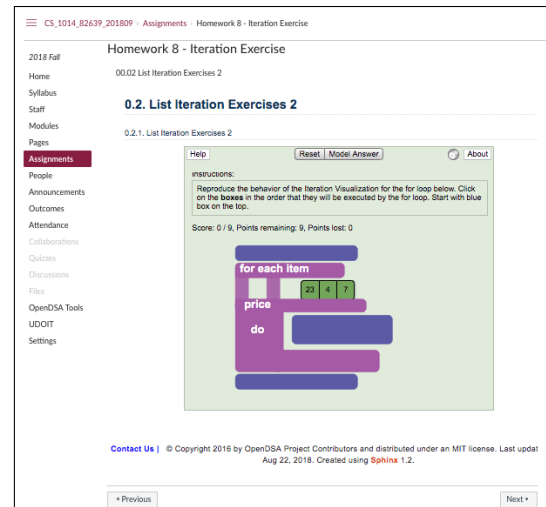 CS_1014_82639_201809 › Assignments › Homework 8 - Iteration Exercise
2018 Fall
Home
Syllabus
Staff
Modules
Pages
Assignments
People
Announcements
Outcomes
Attendance
Collaborations
Quizzes
Discussions
Files
OpenDSA Tools
UDOIT
Settings
Homework 8 - Iteration Exercise
00.02 List Iteration Exercises 2
0.2. List Iteration Exercises 2
0.2.1. List Iteration Exercises 2
Help Reset Model Answer About
Instructions:
Reproduce the behavior of the Iteration Visualization for the for loop below. Click
on the boxes in the order that they will be executed by the for loop. Start with blue
box on the top.
Score: 0 / 9, Points remaining: 9, Points lost: 0
for each item
23 4 7
price
do
Contact Us | © Copyright 2016 by OpenDSA Project Contributors and distributed under an MIT license. Last updat
Aug 22, 2018. Created using Sphinx 1.2.
◂ Previous Next ▸